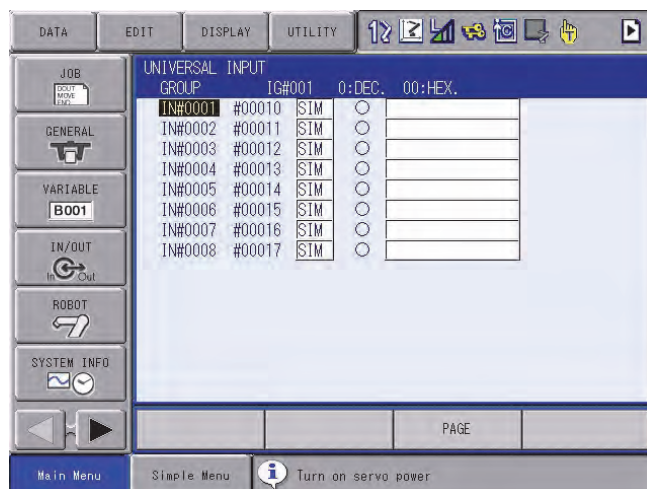 DATA EDIT DISPLAY UTILITY
JOB
DOUT
MOVE
END
GENERAL
VARIABLE
B001
IN/OUT
In Out
ROBOT
SYSTEM INFO
UNIVERSAL INPUT
GROUP IG#001 0:DEC. 00:HEX.
IN#0001 #00010 SIM
IN#0002 #00011 SIM
IN#0003 #00012 SIM
IN#0004 #00013 SIM
IN#0005 #00014 SIM
IN#0006 #00015 SIM
IN#0007 #00016 SIM
IN#0008 #00017 SIM
PAGE
Main Menu Simple Menu Turn on servo power